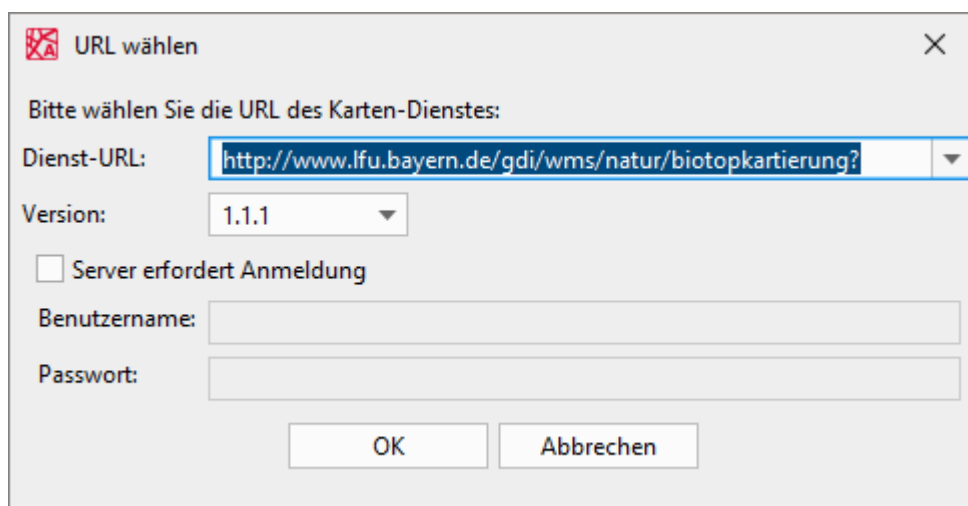 URL wählen
Bitte wählen Sie die URL des Karten-Dienstes:
Dienst-URL: http://www.lfu.bayern.de/gdi/wms/natur/biotopkartierung?
Version: 1.1.1
Server erfordert Anmeldung
Benutzername:
Passwort:
OK Abbrechen